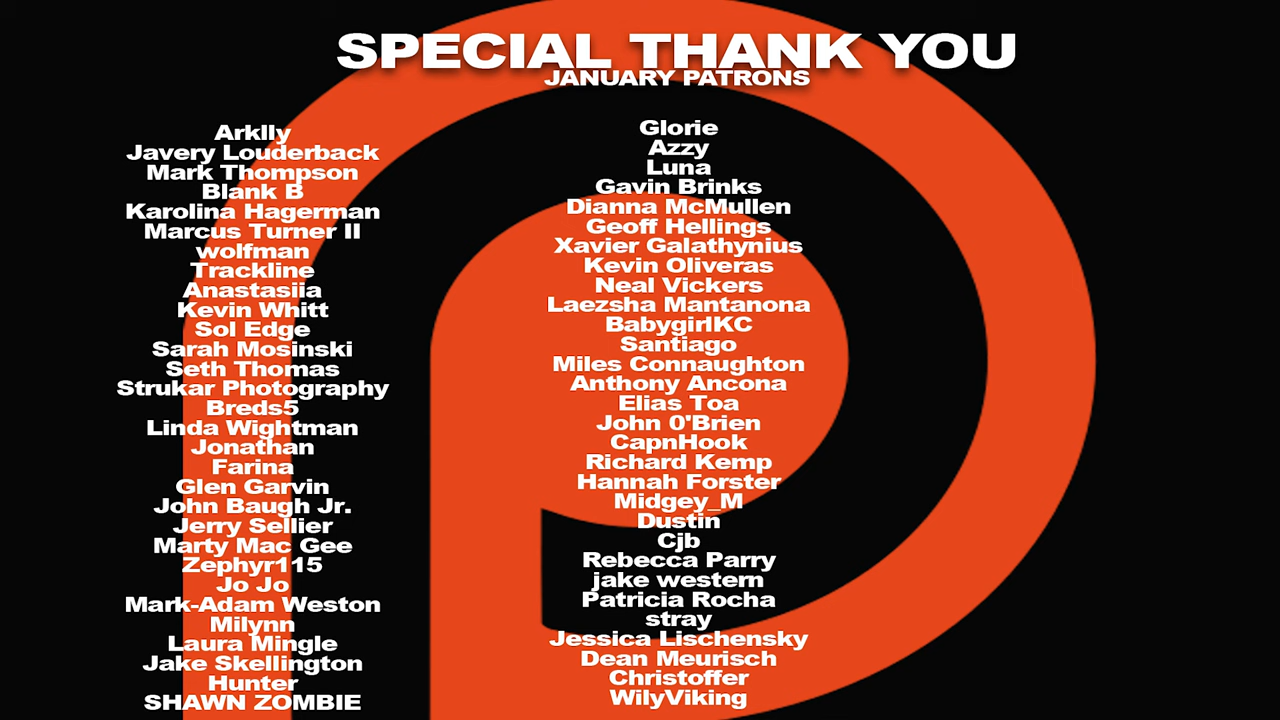 SPECIAL THANK YOU
JANUARY PATRONS
Arklly
Javery Louderback
Mark Thompson
Blank B
Karolina Hagerman
Marcus Turner II
wolfman
Trackline
Anastasiia
Kevin Whitt
Sol Edge
Sarah Mosinski
Seth Thomas
Strukar Photography
Breds5
Linda Wightman
Jonathan
Farina
Glen Garvin
John Baugh Jr.
Jerry Sellier
Marty Mac Gee
Zephyr115
Jo Jo
Mark-Adam Weston
Milynn
Laura Mingle
Jake Skellington
Hunter
SHAWN ZOMBIE
Glorie
Azzy
Luna
Gavin Brinks
Dianna McMullen
Geoff Hellings
Xavier Galathynius
Kevin Oliveras
Neal Vickers
Laezsha Mantanona
BabygirlKC
Santiago
Miles Connaughton
Anthony Ancona
Elias Toa
John 0'Brien
CapnHook
Richard Kemp
Hannah Forster
Midgey_M
Dustin
Cjb
Rebecca Parry
jake western
Patricia Rocha
stray
Jessica Lischensky
Dean Meurisch
Christoffer
WilyViking